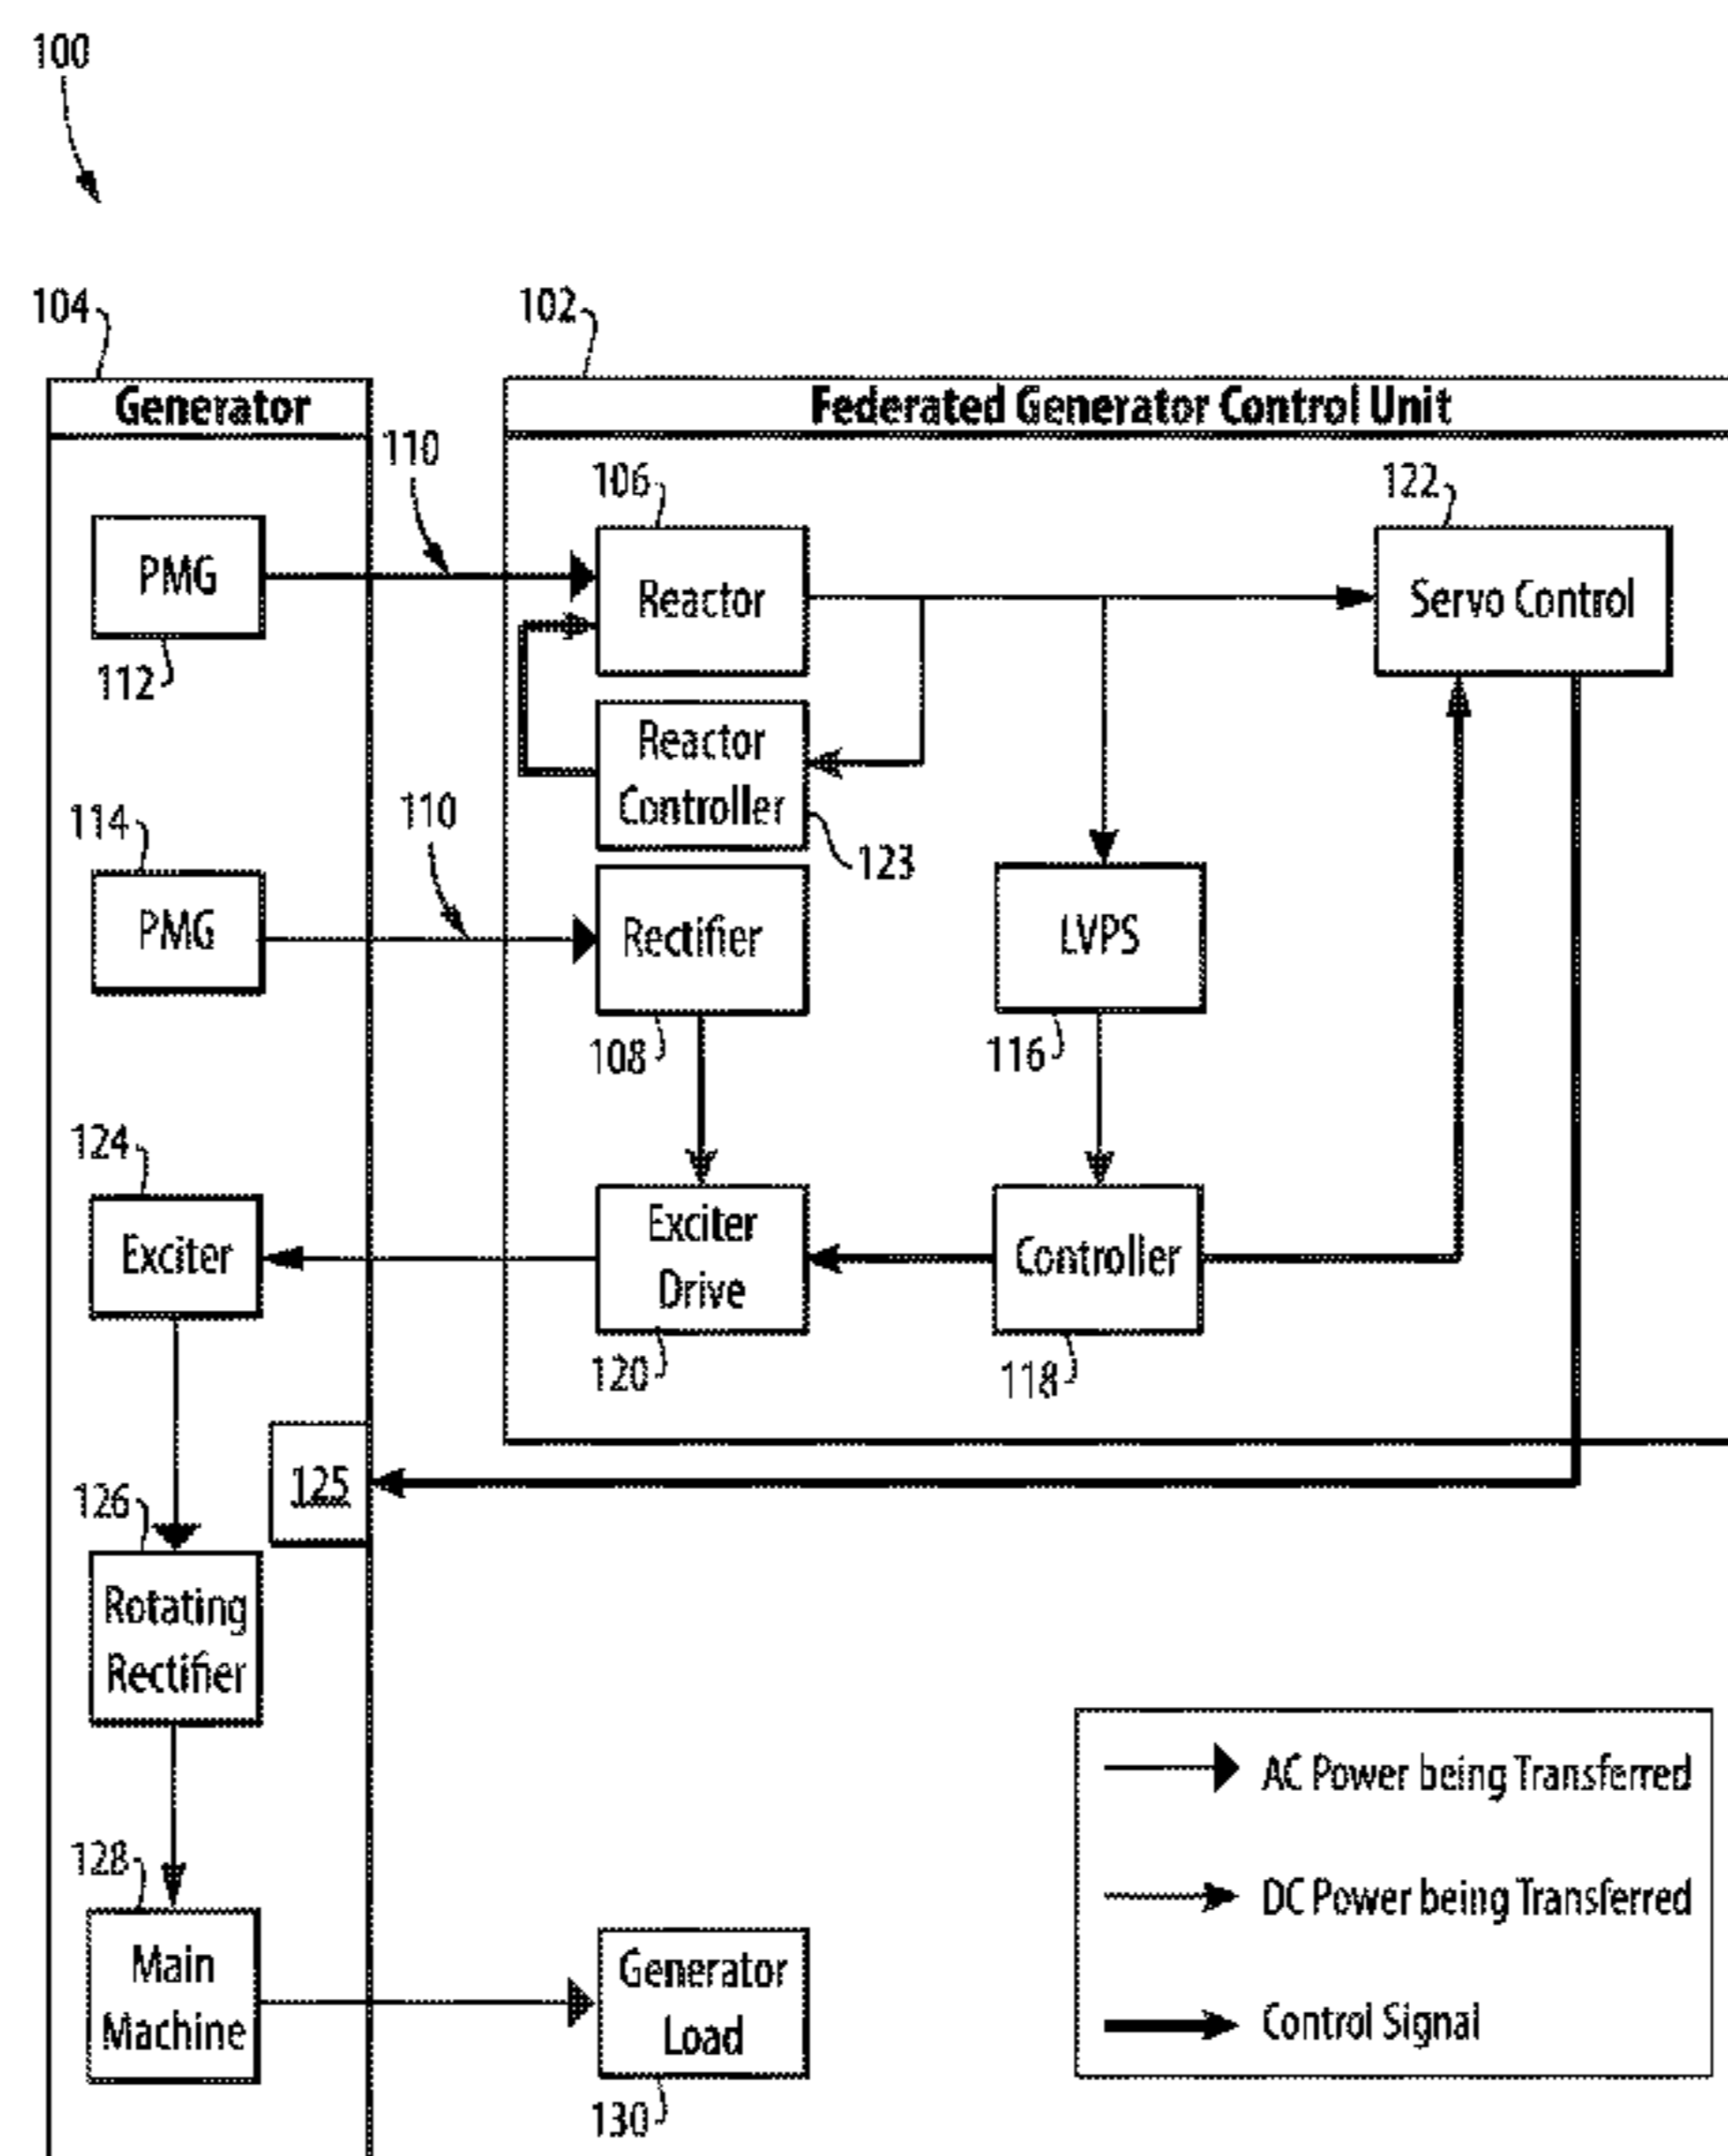 100
104
102
Generator
Federated Generator Control Unit
110
106
122
PMG
Reactor
Servo Control
112
Reactor
Controller
114
110
123
PMG
Rectifier
LVPS
108
116
124
Exciter
Exciter
Drive
Controller
120
118
125
126
Rotating
Rectifier
AC Power being Transferred
128
DC Power being Transferred
Main
Machine
Generator
Load
Control Signal
130